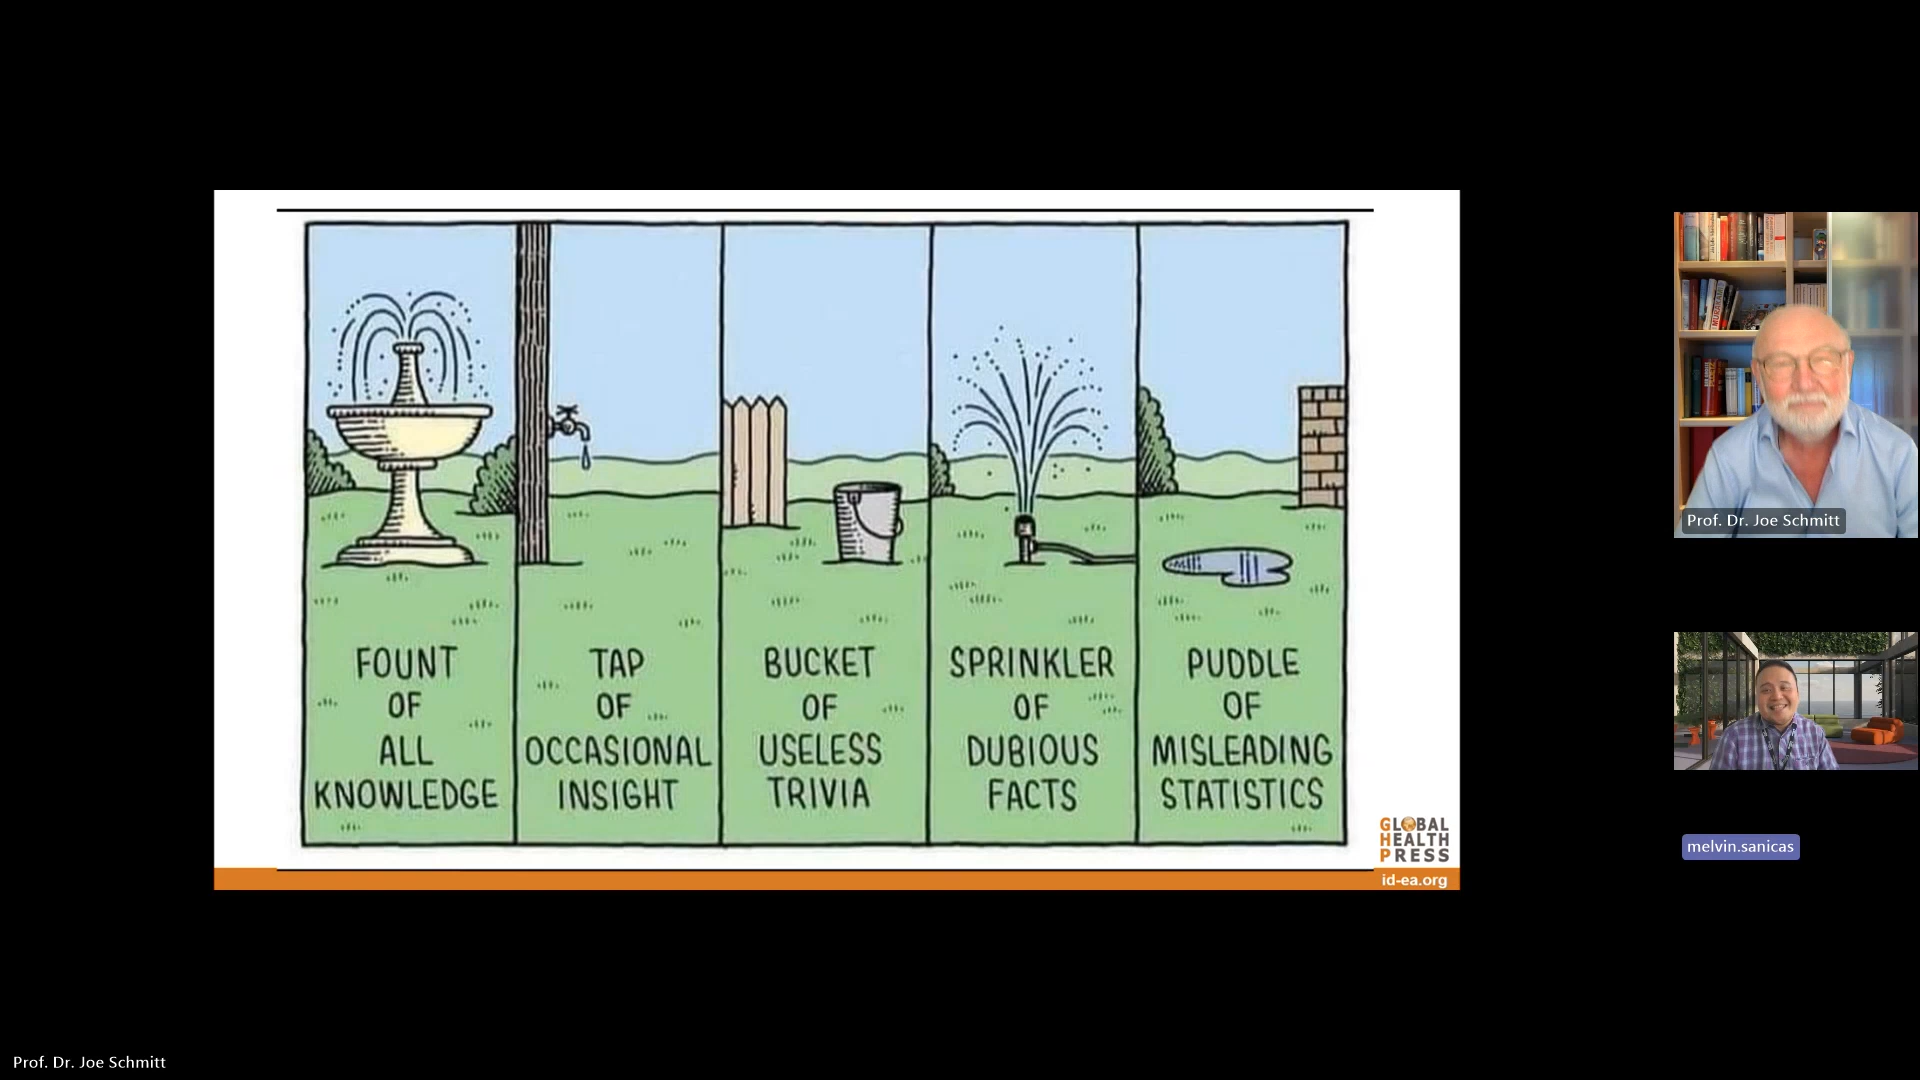 FOUNT
OF
ALL
KNOWLEDGE
TAP
OF
OCCASIONAL
INSIGHT
BUCKET
OF
USELESS
TRIVIA
SPRINKLER
OF
DUBIOUS
FACTS
PUDDLE
OF
MISLEADING
STATISTICS
GLOBAL
HEALTH
PRESS
id-ea.org
Prof. Dr. Joe Schmitt
melvin.sanicas
Prof. Dr. Joe Schmitt